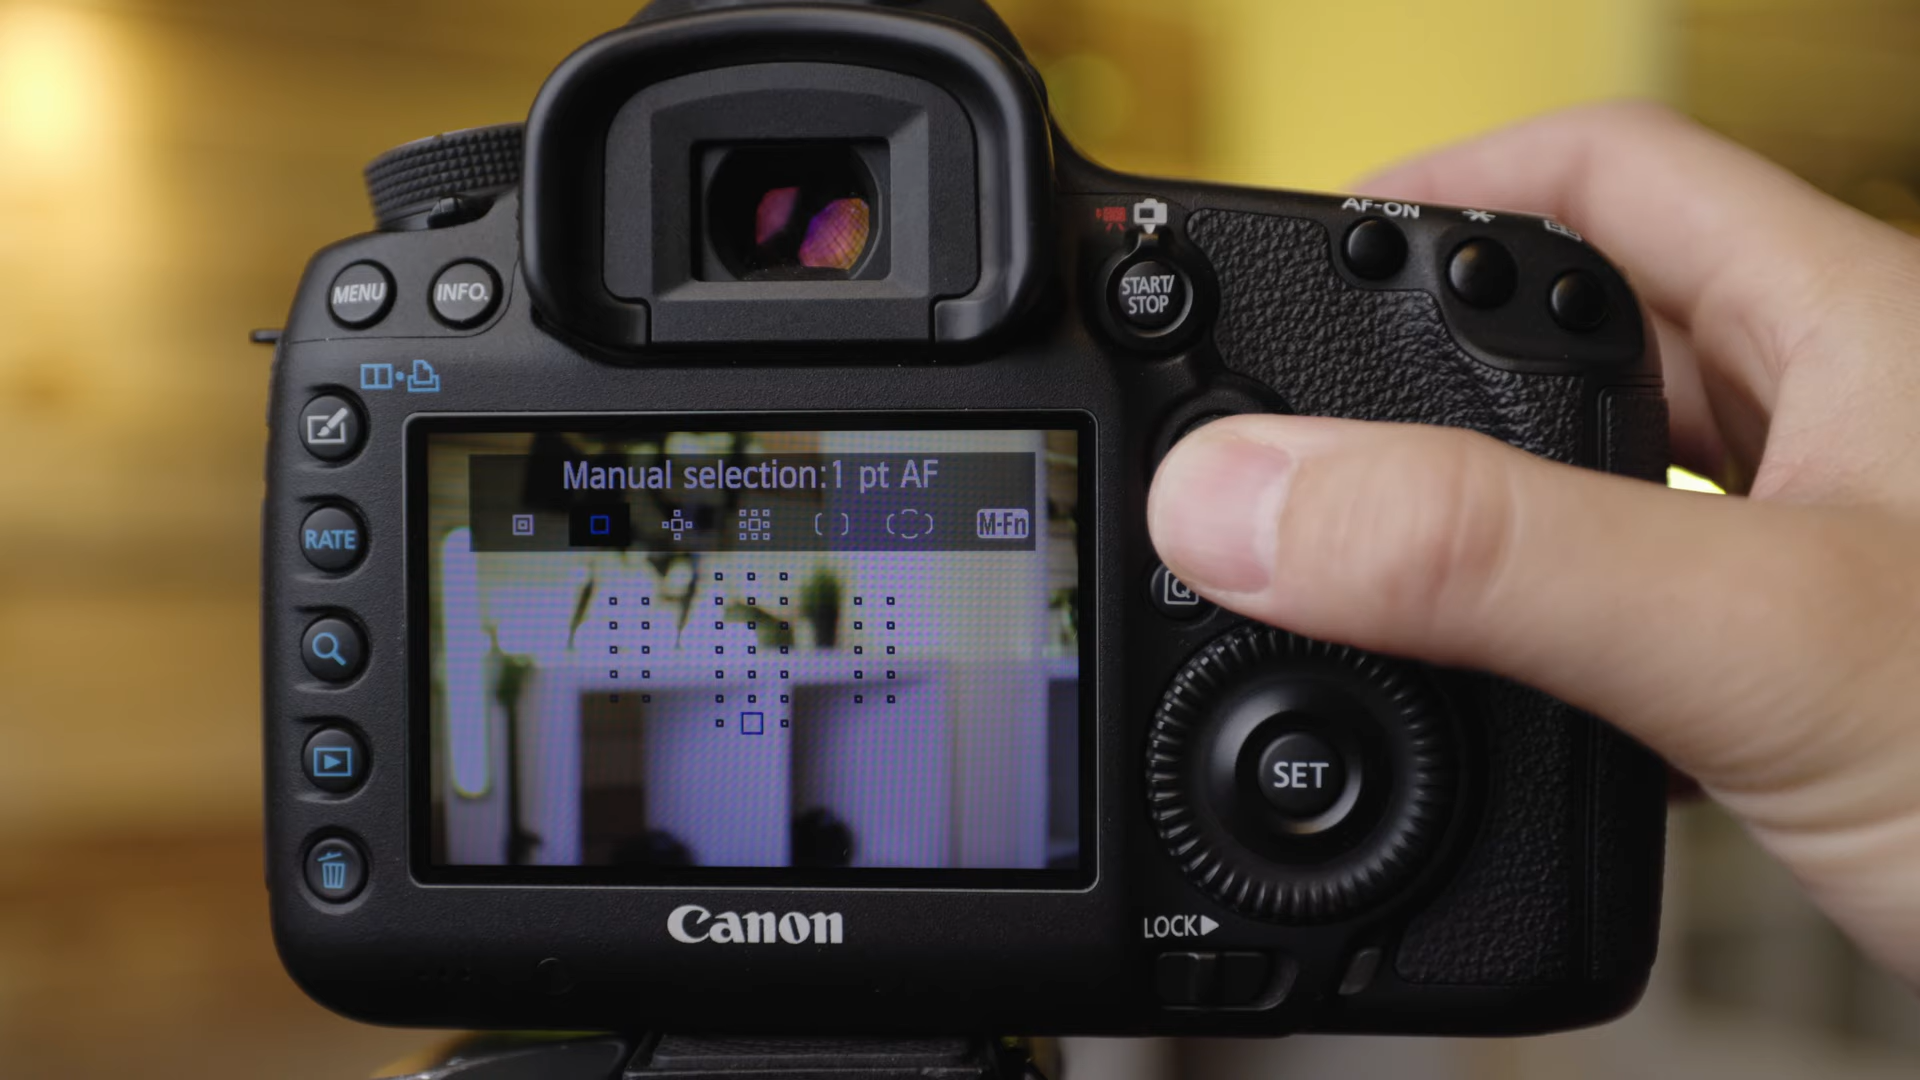 AF-ON
START/
STOP
MENU
INFO.
Manual selection:1 pt AF
M-Fn
RATE
Q
SET
LOCK
Canon